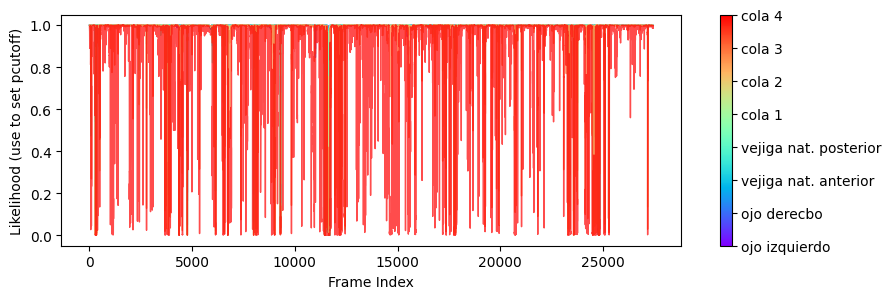 Likelihood (use to set pcutoff)
1.0
0.8
0.6
0.4
0.2
0.0
0
5000
10000
15000
20000
25000
Frame Index
cola 4
cola 3
cola 2
cola 1
vejiga nat. posterior
vejiga nat. anterior
ojo derecbo
ojo izquierdo